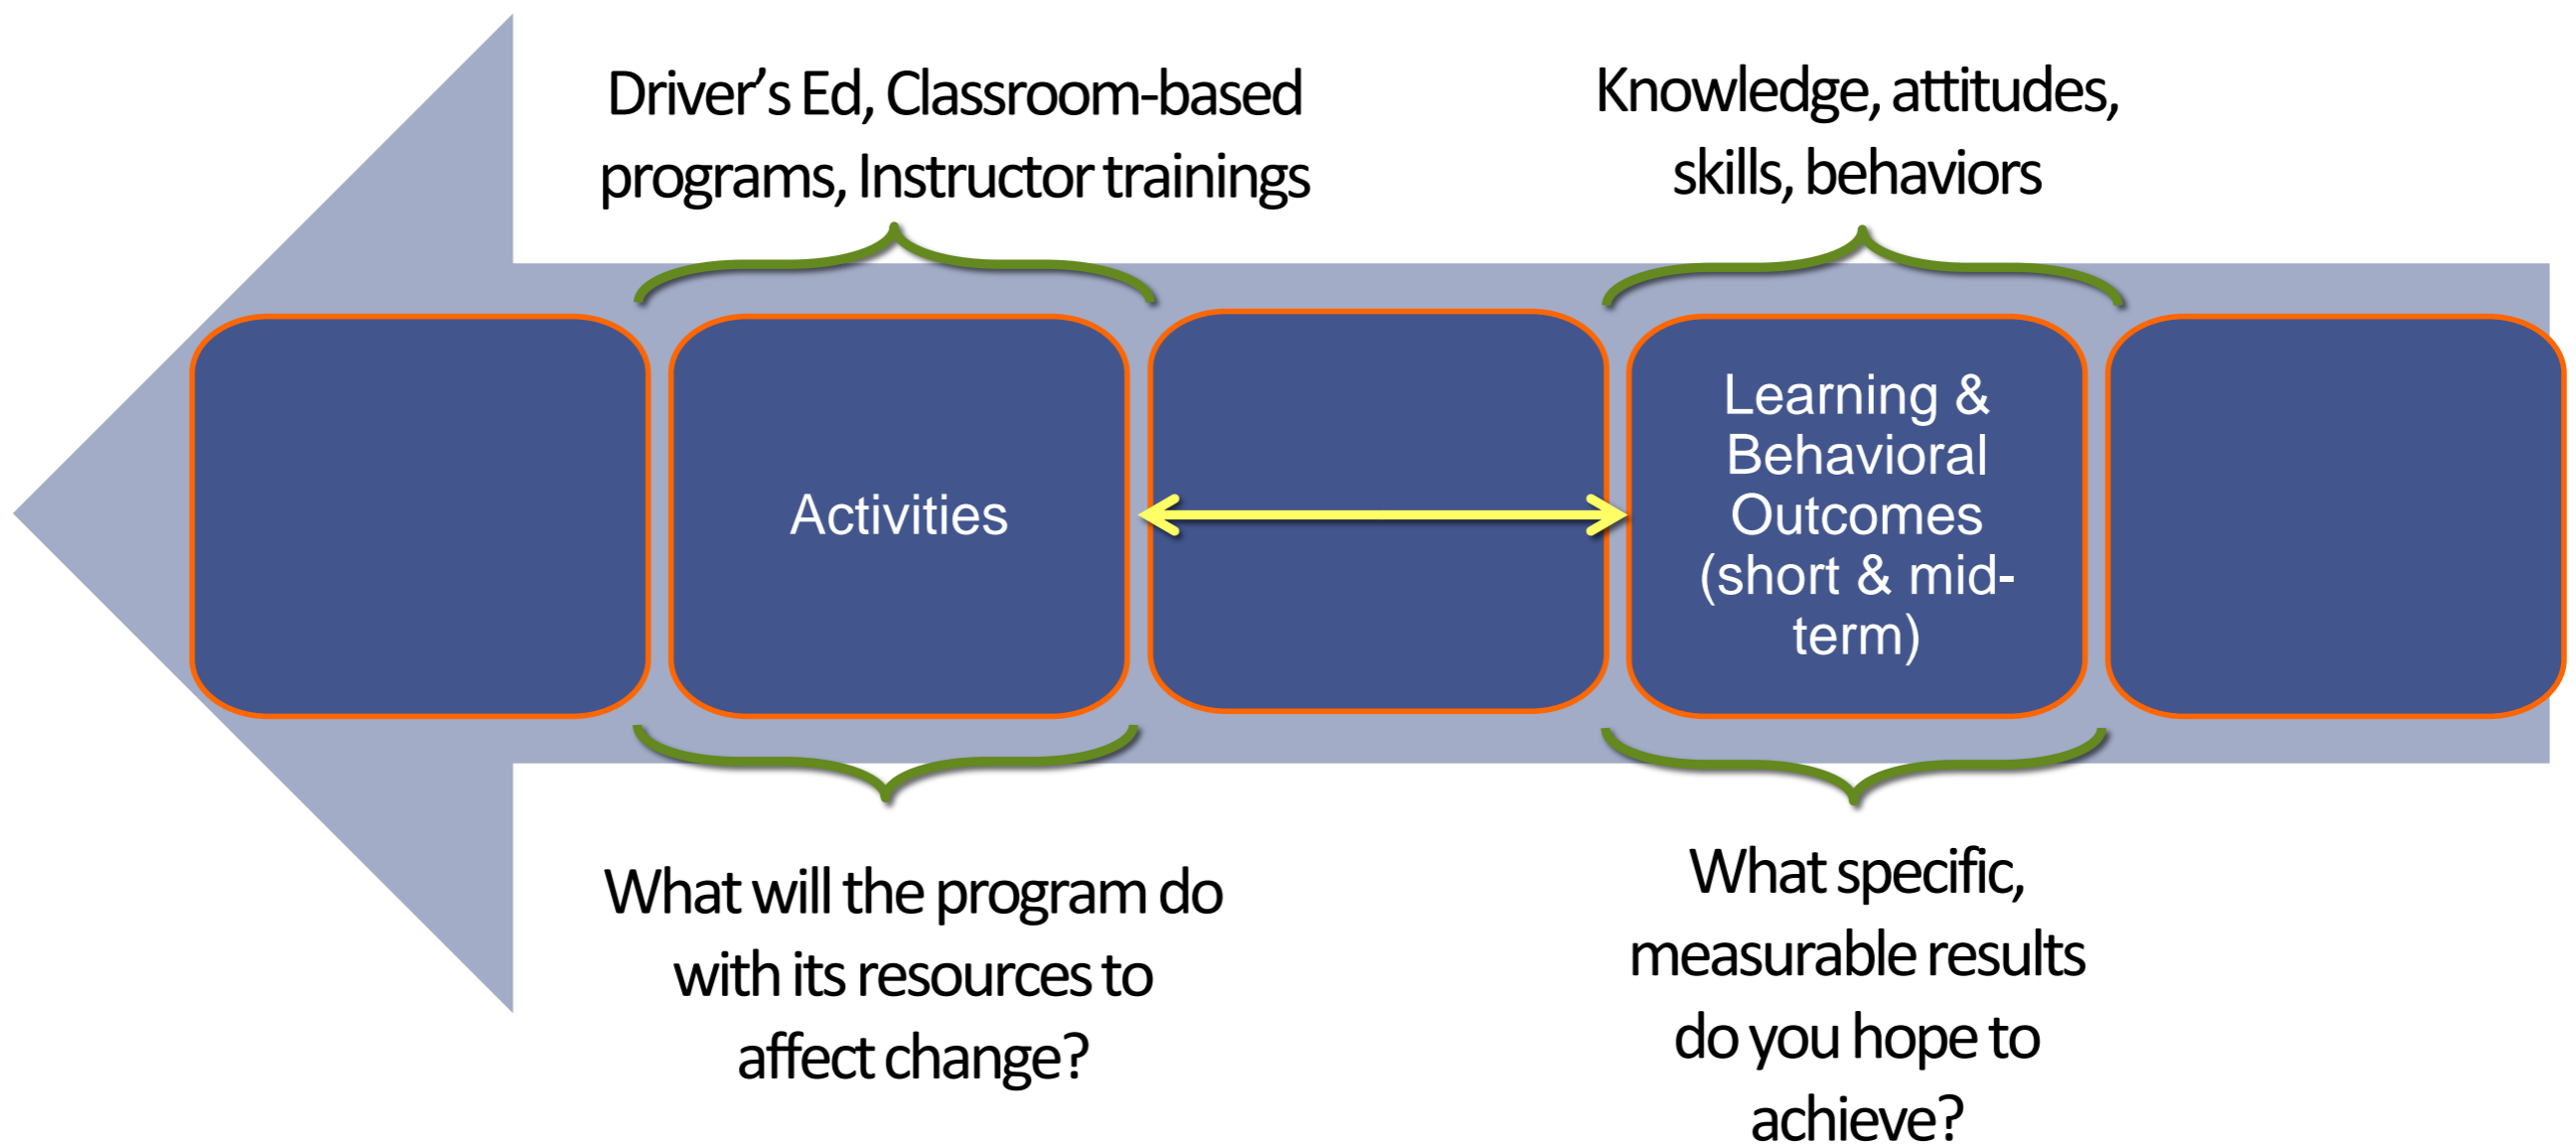 Driver’s Ed, Classroom-based
programs, Instructor trainings
Knowledge, attitudes,
skills, behaviors
Activities
Learning &
Behavioral
Outcomes
(short & mid-
term)
What will the program do
with its resources to
affect change?
What specific,
measurable results
do you hope to
achieve?